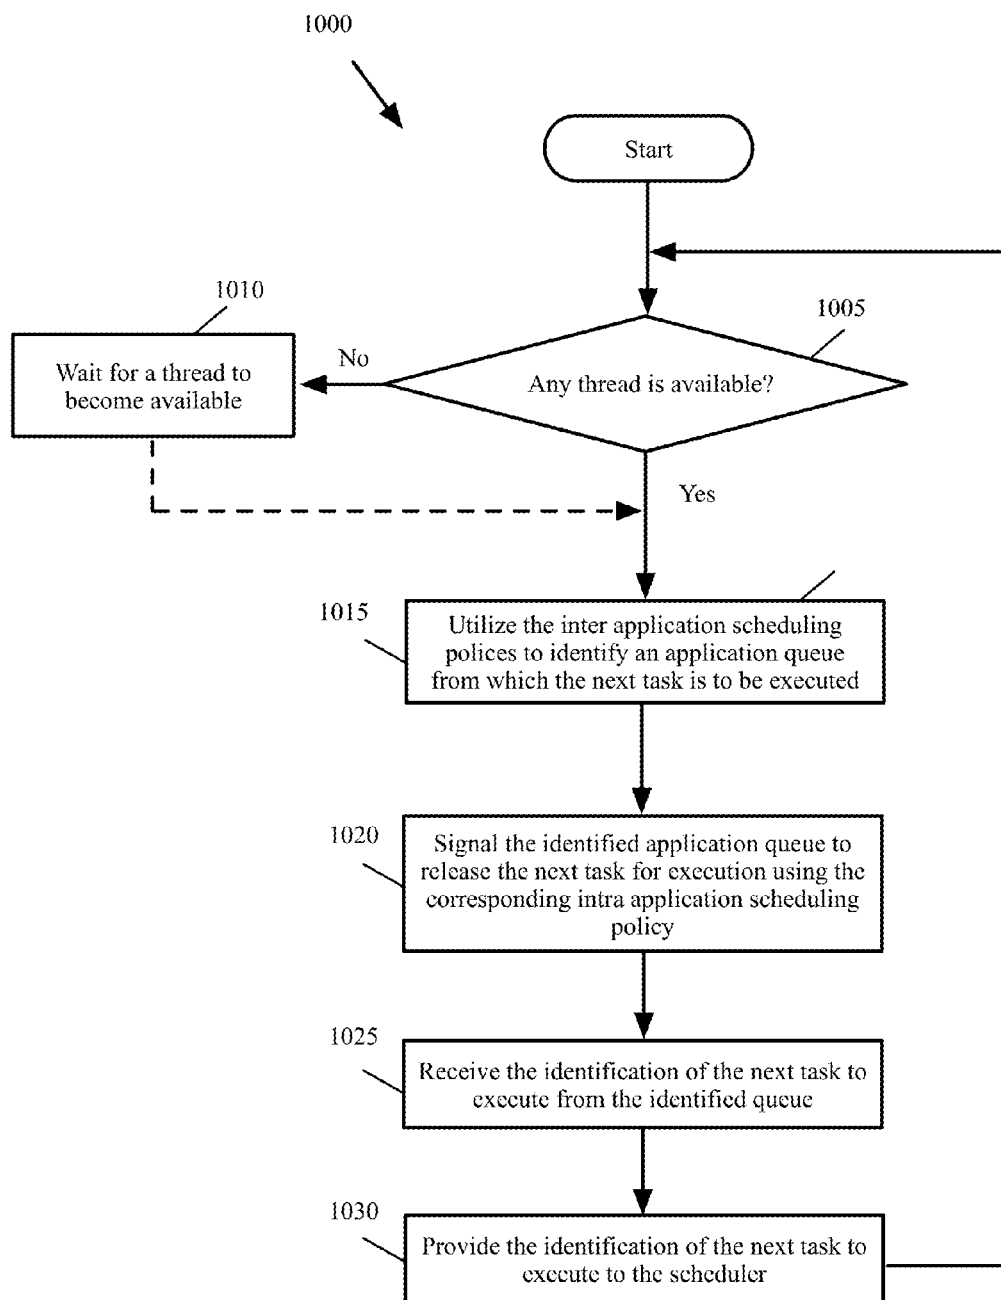 1000
Start
1010
1005
Wait for a thread to
become available
No
Any thread is available?
Yes
1015
Utilize the inter application scheduling
polices to identify an application queue
from which the next task is to be executed
1020
Signal the identified application queue to
release the next task for execution using the
corresponding intra application scheduling
policy
1025
Receive the identification of the next task to
execute from the identified queue
1030
Provide the identification of the next task to
execute to the scheduler